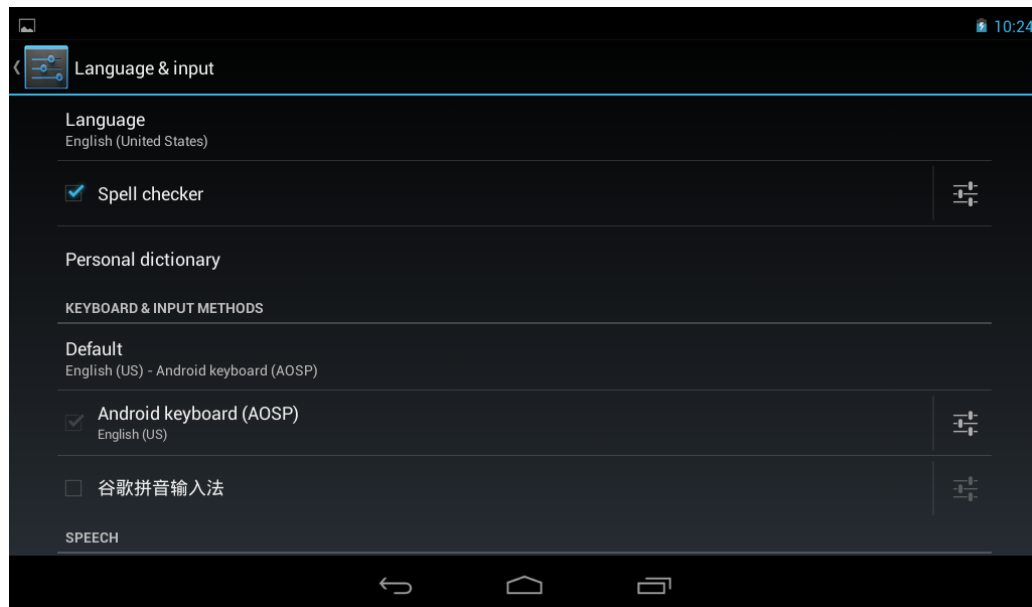 10:24
Language & input
Language
English (United States)
Spell checker
Personal dictionary
KEYBOARD & INPUT METHODS
Default
English (US) - Android keyboard (AOSP)
Android keyboard (AOSP)
English (US)
谷歌拼音输入法
SPEECH